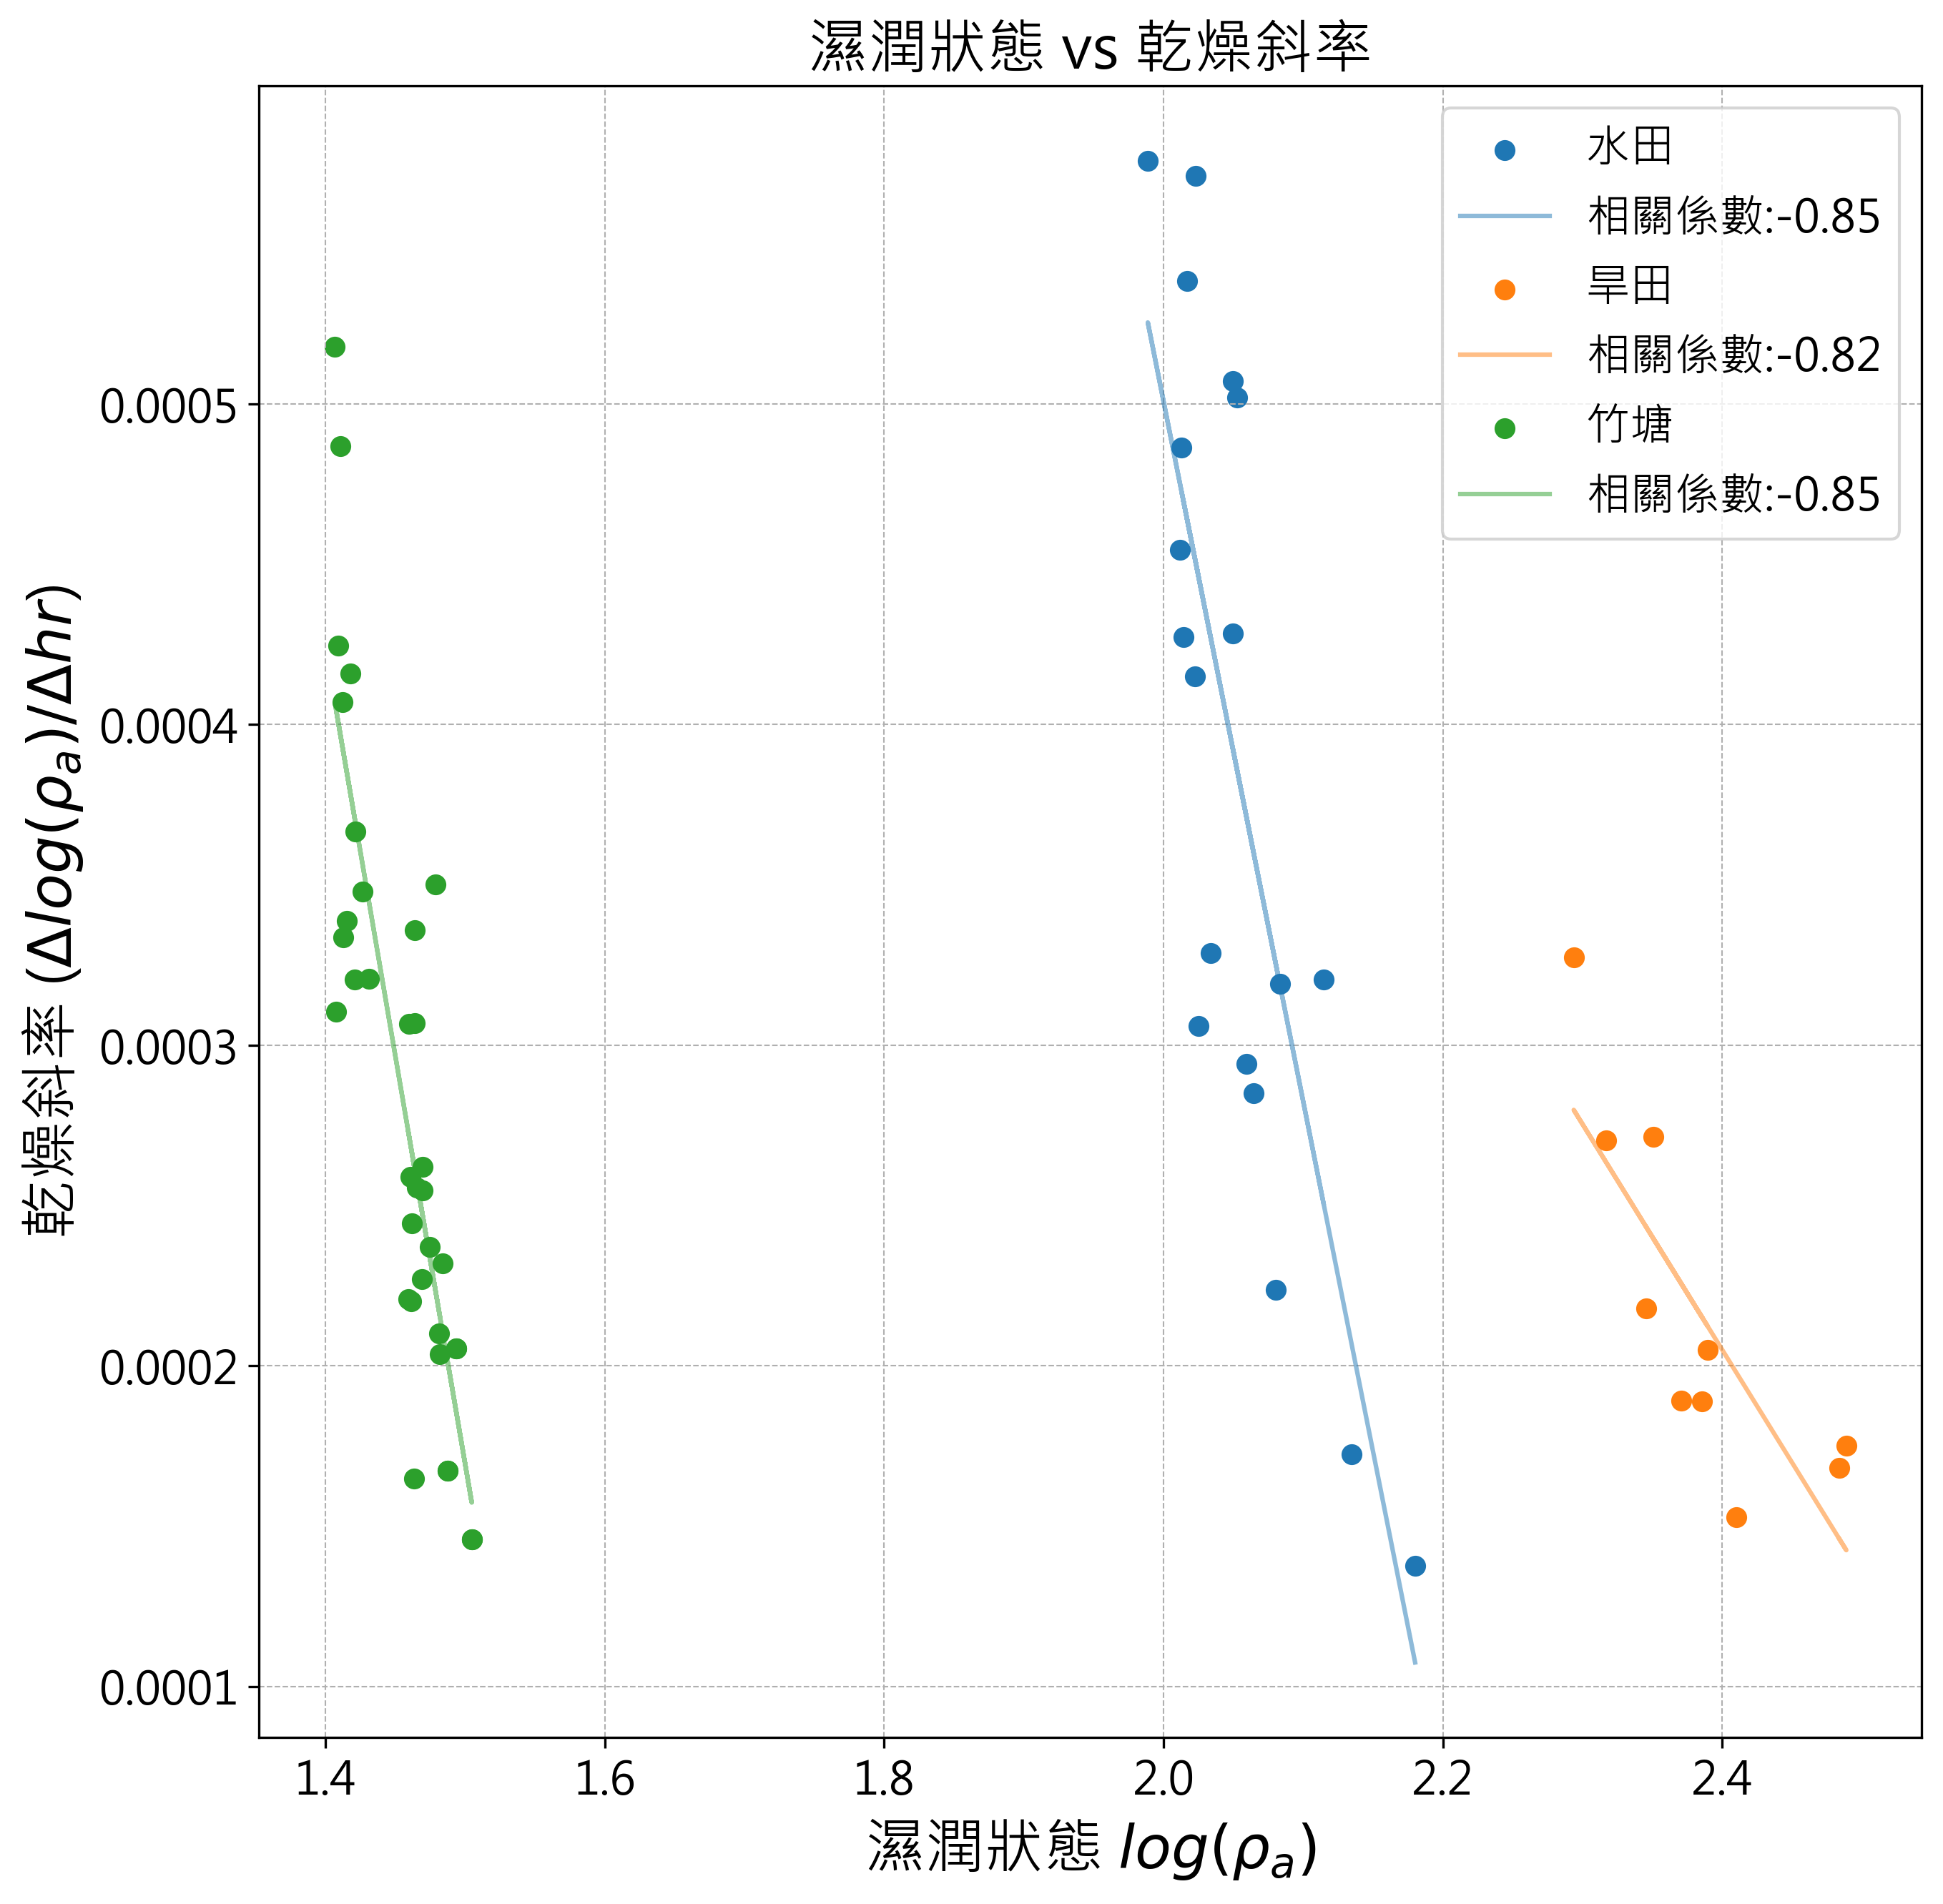 濕潤狀態 vs 乾燥斜率
水田
相關係數:-0.85
旱田
相關係數:-0.82
竹塘
相關係數:-0.85
乾燥斜率 (Δlog(ρₐ)/Δhr)
0.0005
0.0004
0.0003
0.0002
0.0001
1.4 1.6 1.8 2.0 2.2 2.4
濕潤狀態 log(ρₐ)